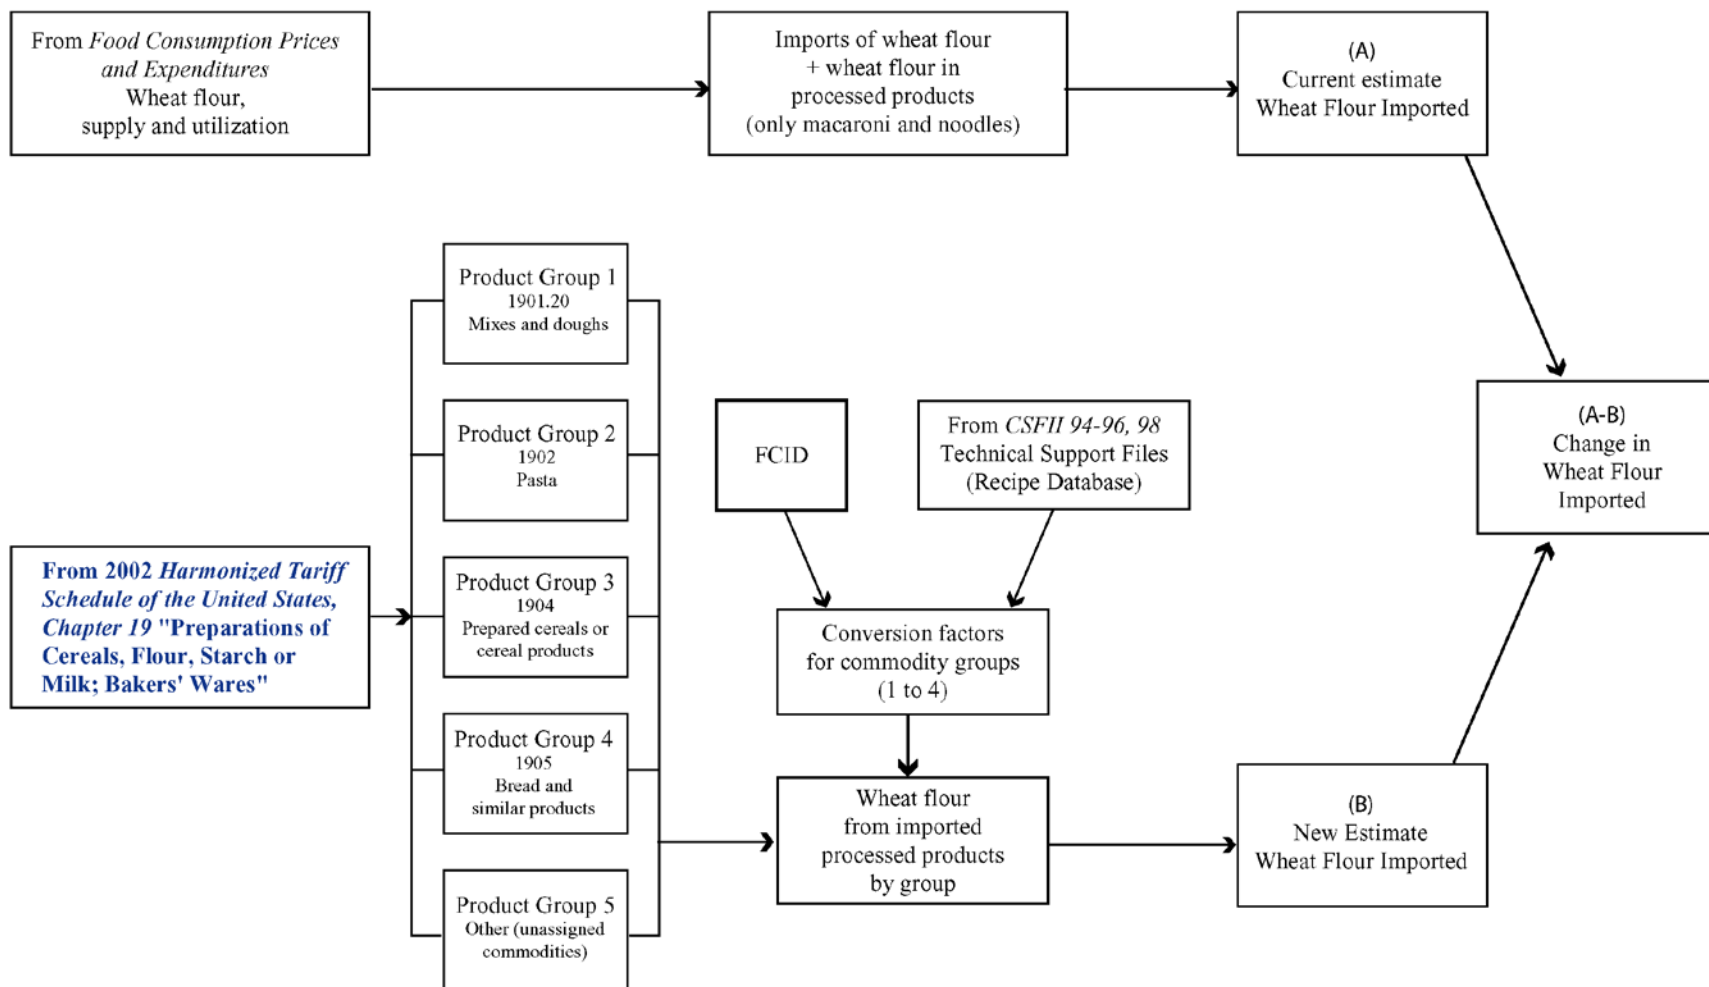 From Food Consumption Prices
and Expenditures
Wheat flour,
supply and utilization
Imports of wheat flour
+ wheat flour in
processed products
(only macaroni and noodles)
(A)
Current estimate
Wheat Flour Imported
Product Group 1
1901.20
Mixes and doughs
Product Group 2
1902
Pasta
FCID
From CSFII 94-96, 98
Technical Support Files
(Recipe Database)
(A-B)
Change in
Wheat Flour
Imported
From 2002 Harmonized Tariff
Schedule of the United States,
Chapter 19 "Preparations of
Cereals, Flour, Starch or
Milk; Bakers' Wares"
Product Group 3
1904
Prepared cereals or
cereal products
Conversion factors
for commodity groups
(1 to 4)
Product Group 4
1905
Bread and
similar products
Wheat flour
from imported
processed products
by group
(B)
New Estimate
Wheat Flour Imported
Product Group 5
Other (unassigned
commodities)